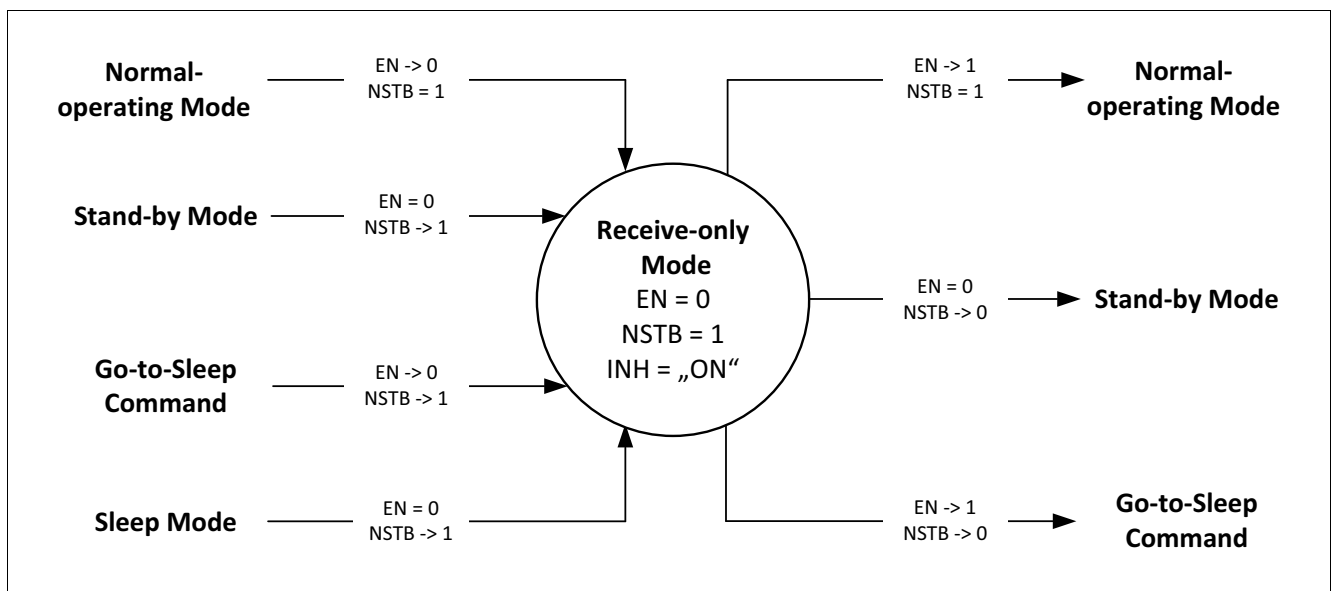 Normal-
operating Mode
EN -> 0
NSTB = 1
Stand-by Mode
EN = 0
NSTB -> 1
Go-to-Sleep
Command
EN -> 0
NSTB -> 1
Sleep Mode
EN = 0
NSTB -> 1
Receive-only
Mode
EN = 0
NSTB = 1
INH = „ON“
EN -> 1
NSTB = 1
Normal-
operating Mode
EN = 0
NSTB -> 0
Stand-by Mode
EN -> 1
NSTB -> 0
Go-to-Sleep
Command